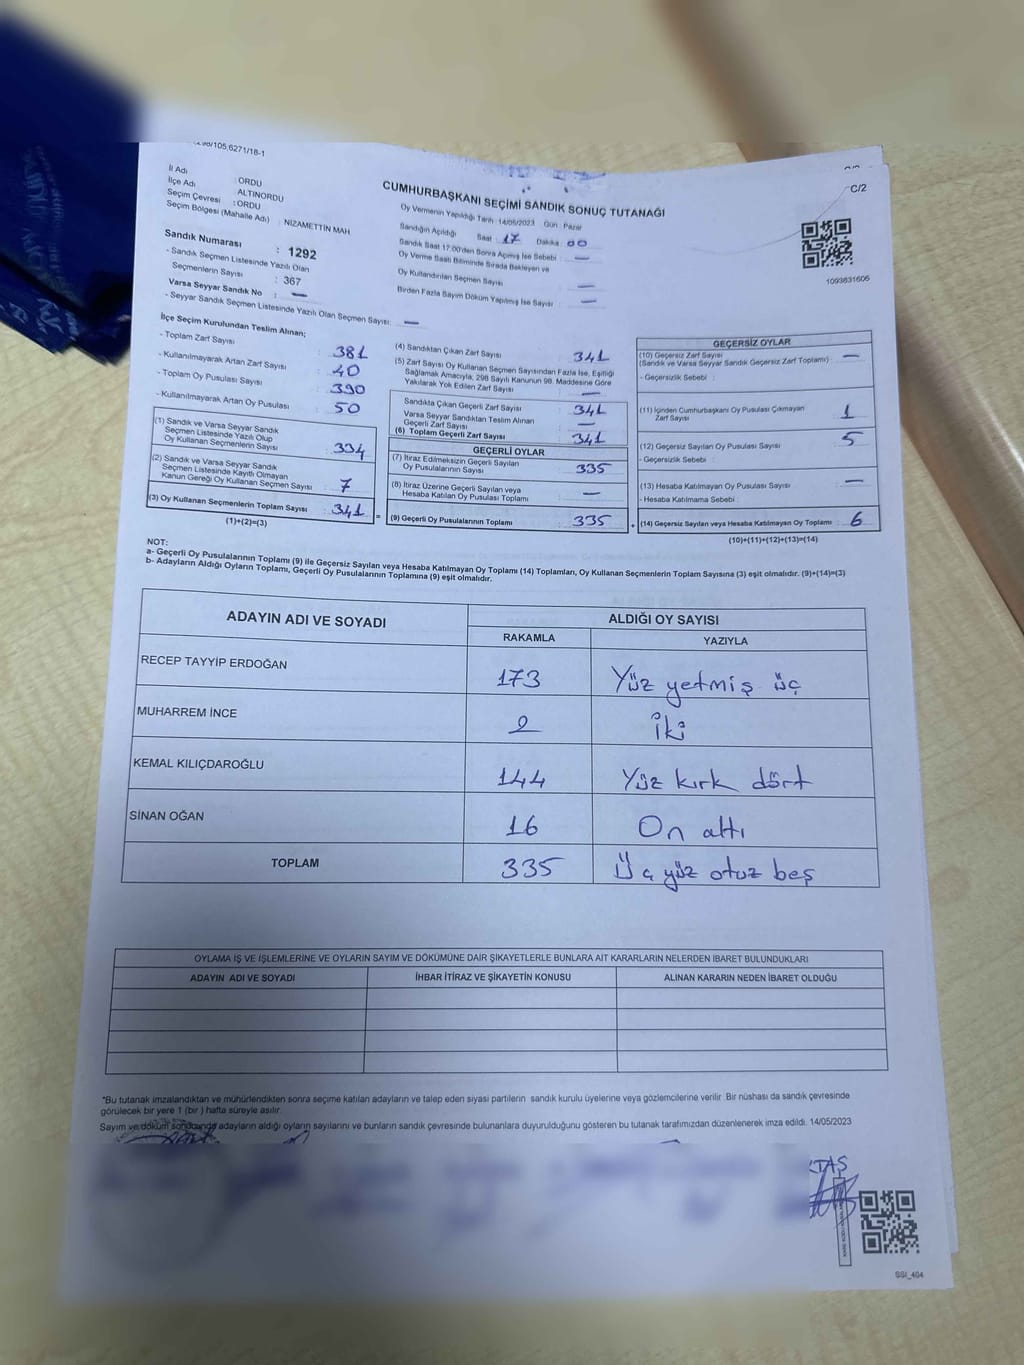 C/2
İl Adı : ORDU
İlçe Adı : ALTINORDU
Seçim Çevresi : ORDU
Seçim Bölgesi (Mahalle Adı) : NİZAMETTİN MAH
Sandık Numarası : 1292
- Sandık Seçmen Listesinde Yazılı Olan
Seçmenlerin Sayısı : 367
Varsa Seyyar Sandık No : —
- Seyyar Sandık Seçmen Listesinde Yazılı Olan Seçmen Sayısı: —
CUMHURBAŞKANI SEÇİMİ SANDIK SONUÇ TUTANAĞI
Oy Vermenin Yapıldığı Tarih :14/05/2023 Gün : Pazar
Sandığın Açıldığı Saat : 17 Dakika : 00
Sandık Saat 17:00'den Sonra Açılmış İse Sebebi : —
Oy Verme Saati Bitiminde Sırada Bekleyen ve
Oy Kullandırılan Seçmen Sayısı : —
Birden Fazla Sayım Döküm Yapılmış İse Sayısı : —
1093831606
İlçe Seçim Kurulundan Teslim Alınan;
- Toplam Zarf Sayısı : 381
- Kullanılmayarak Artan Zarf Sayısı : 40
- Toplam Oy Pusulası Sayısı : 390
- Kullanılmayarak Artan Oy Pusulası : 50
(1) Sandık ve Varsa Seyyar Sandık
Seçmen Listesinde Yazılı Olup
Oy Kullanan Seçmenlerin Sayısı : 334
(2) Sandık ve Varsa Seyyar Sandık
Seçmen Listesinde Kayıtlı Olmayan
Kanun Gereği Oy Kullanan Seçmen Sayısı : 7
(3) Oy Kullanan Seçmenlerin Toplam Sayısı : 341
(1)+(2)=(3)
(4) Sandıktan Çıkan Zarf Sayısı : 341
(5) Zarf Sayısı Oy Kullanan Seçmen Sayısından Fazla İse, Eşitliği
Sağlamak Amacıyla, 298 Sayılı Kanunun 98. Maddesine Göre
Yakılarak Yok Edilen Zarf Sayısı : —
Sandıkta Çıkan Geçerli Zarf Sayısı : 341
Varsa Seyyar Sandıktan Teslim Alınan
Geçerli Zarf Sayısı : —
(6) Toplam Geçerli Zarf Sayısı : 341
GEÇERLİ OYLAR
(7) İtiraz Edilmeksizin Geçerli Sayılan
Oy Pusulalarının Sayısı : 335
(8) İtiraz Üzerine Geçerli Sayılan veya
Hesaba Katılan Oy Pusulası Toplamı : —
= (9) Geçerli Oy Pusulalarının Toplamı : 335
GEÇERSİZ OYLAR
(10) Geçersiz Zarf Sayısı : —
(Sandık ve Varsa Seyyar Sandık Geçersiz Zarf Toplamı)
- Geçersizlik Sebebi :
(11) İçinden Cumhurbaşkanı Oy Pusulası Çıkmayan
Zarf Sayısı : 1
(12) Geçersiz Sayılan Oy Pusulası Sayısı : 5
- Geçersizlik Sebebi :
(13) Hesaba Katılmayan Oy Pusulası Sayısı : —
- Hesaba Katılmama Sebebi :
+ (14) Geçersiz Sayılan veya Hesaba Katılmayan Oy Toplamı : 6
(10)+(11)+(12)+(13)=(14)
NOT:
a- Geçerli Oy Pusulalarının Toplamı (9) ile Geçersiz Sayılan veya Hesaba Katılmayan Oy Toplamı (14) Toplamları, Oy Kullanan Seçmenlerin Toplam Sayısına (3) eşit olmalıdır. (9)+(14)=(3)
b- Adayların Aldığı Oyların Toplamı, Geçerli Oy Pusulalarının Toplamına (9) eşit olmalıdır.
ADAYIN ADI VE SOYADI ALDIĞI OY SAYISI
RAKAMLA YAZIYLA
RECEP TAYYİP ERDOĞAN 173 Yüz yetmiş üç
MUHARREM İNCE 2 İki
KEMAL KILIÇDAROĞLU 144 Yüz kırk dört
SİNAN OĞAN 16 On altı
TOPLAM 335 Üç yüz otuz beş
OYLAMA İŞ VE İŞLEMLERİNE VE OYLARIN SAYIM VE DÖKÜMÜNE DAİR ŞİKAYETLERLE BUNLARA AİT KARARLARIN NELERDEN İBARET BULUNDUKLARI
ADAYIN ADI VE SOYADI İHBAR İTİRAZ VE ŞİKAYETİN KONUSU ALINAN KARARIN NEDEN İBARET OLDUĞU
*Bu tutanak imzalandıktan ve mühürlendikten sonra seçime katılan adayların ve talep eden siyasi partilerin sandık kurulu üyelerine veya gözlemcilerine verilir. Bir nüshası da sandık çevresinde
görülecek bir yere 1 (bir ) hafta süreyle asılır.
Sayım ve döküm sonucunda adayların aldığı oyların sayılarını ve bunların sandık çevresinde bulunanlara duyurulduğunu gösteren bu tutanak tarafımızdan düzenlenerek imza edildi. 14/05/2023
SSI_404